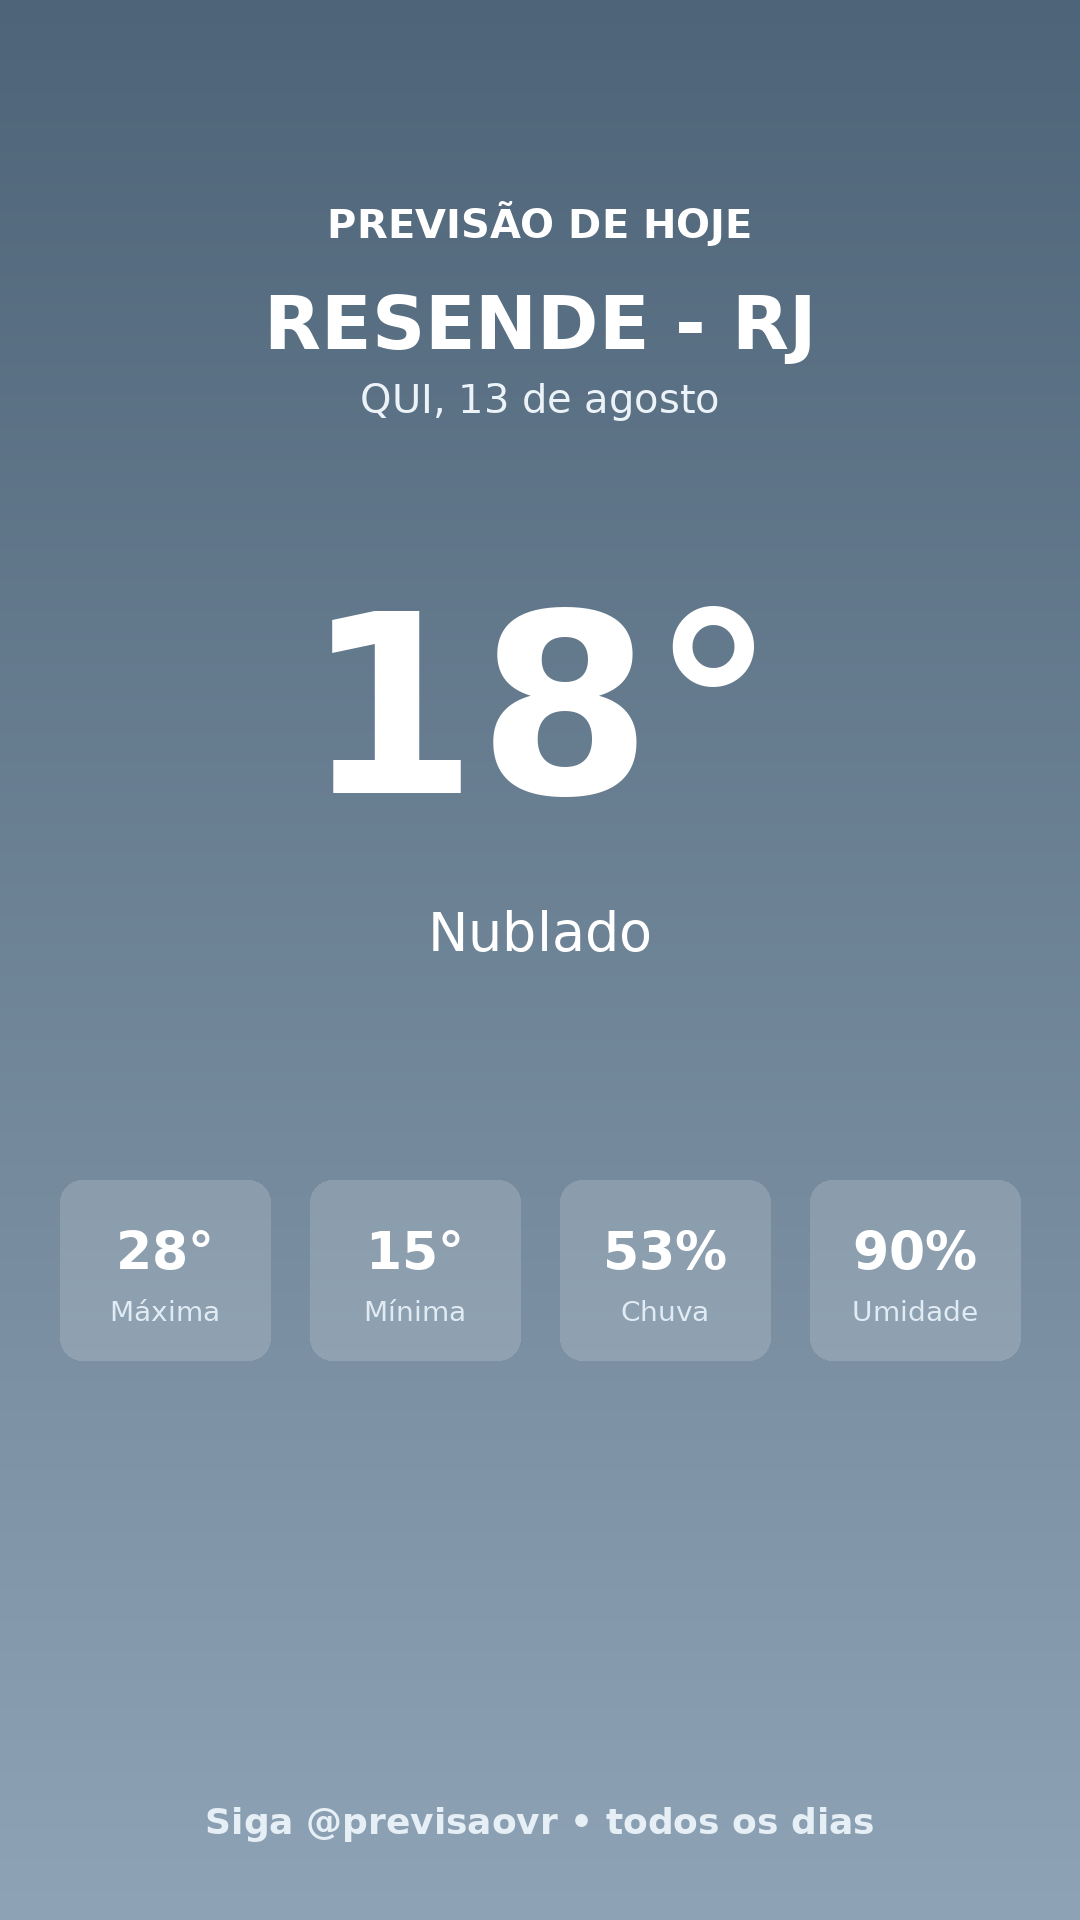 PREVISÃO DE HOJE
RESENDE - RJ
QUI, 13 de agosto
18°
Nublado
28° 15° 53% 90%
Máxima Mínima Chuva Umidade
Siga @previsaovr • todos os dias